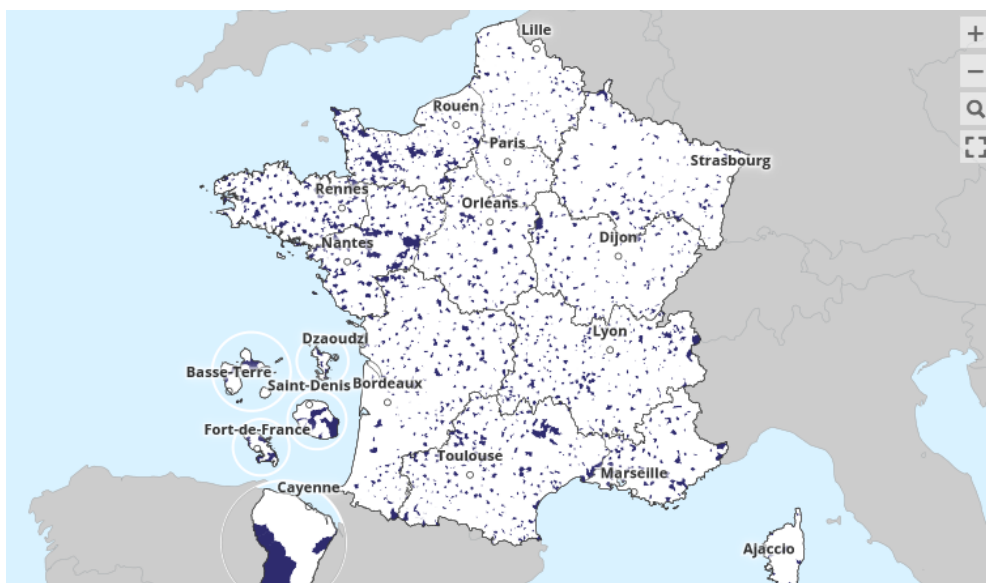 Lille
Rouen
Paris
Strasbourg
Rennes
Orléans
Nantes
Dijon
Lyon
Dzaoudzi
Basse-Terre
Saint-Denis
Bordeaux
Fort-de-France
Toulouse
Marseille
Cayenne
Ajaccio